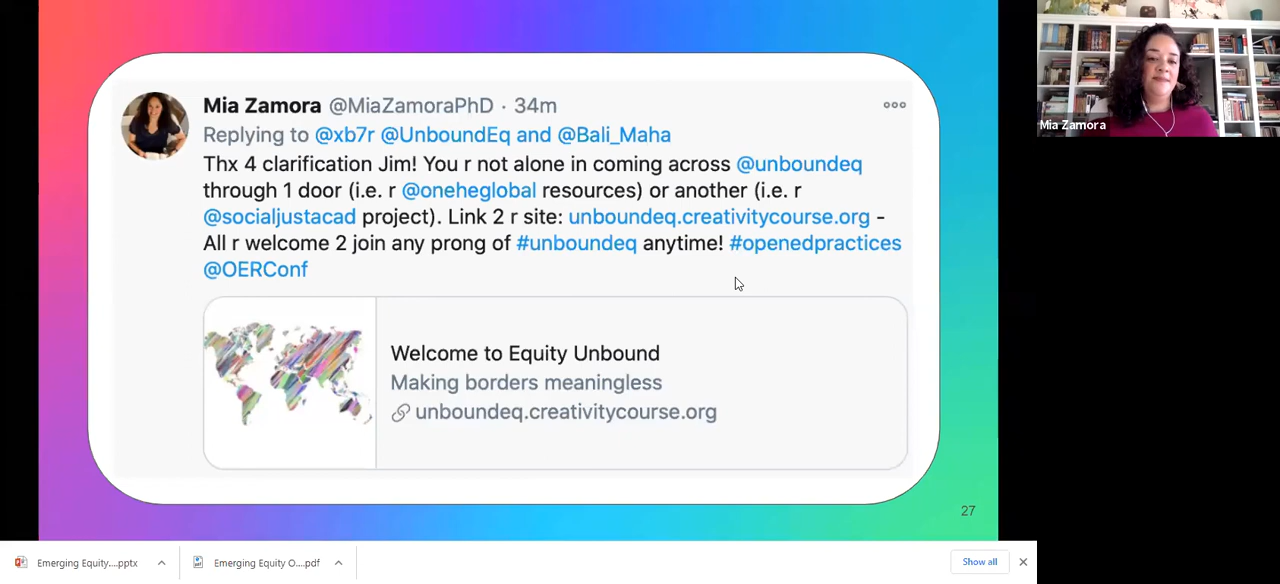 Mia Zamora @MiaZamoraPhD · 34m
Replying to @xb7r @UnboundEq and @Bali_Maha
Thx 4 clarification Jim! You r not alone in coming across @unboundeq
through 1 door (i.e. r @oneheglobal resources) or another (i.e. r
@socialjustacad project). Link 2 r site: unboundeq.creativitycourse.org -
All r welcome 2 join any prong of #unboundeq anytime! #openedpractices
@OERConf
Welcome to Equity Unbound
Making borders meaningless
unboundeq.creativitycourse.org
27
Mia Zamora
Emerging Equity....pptx
Emerging Equity O....pdf
Show all